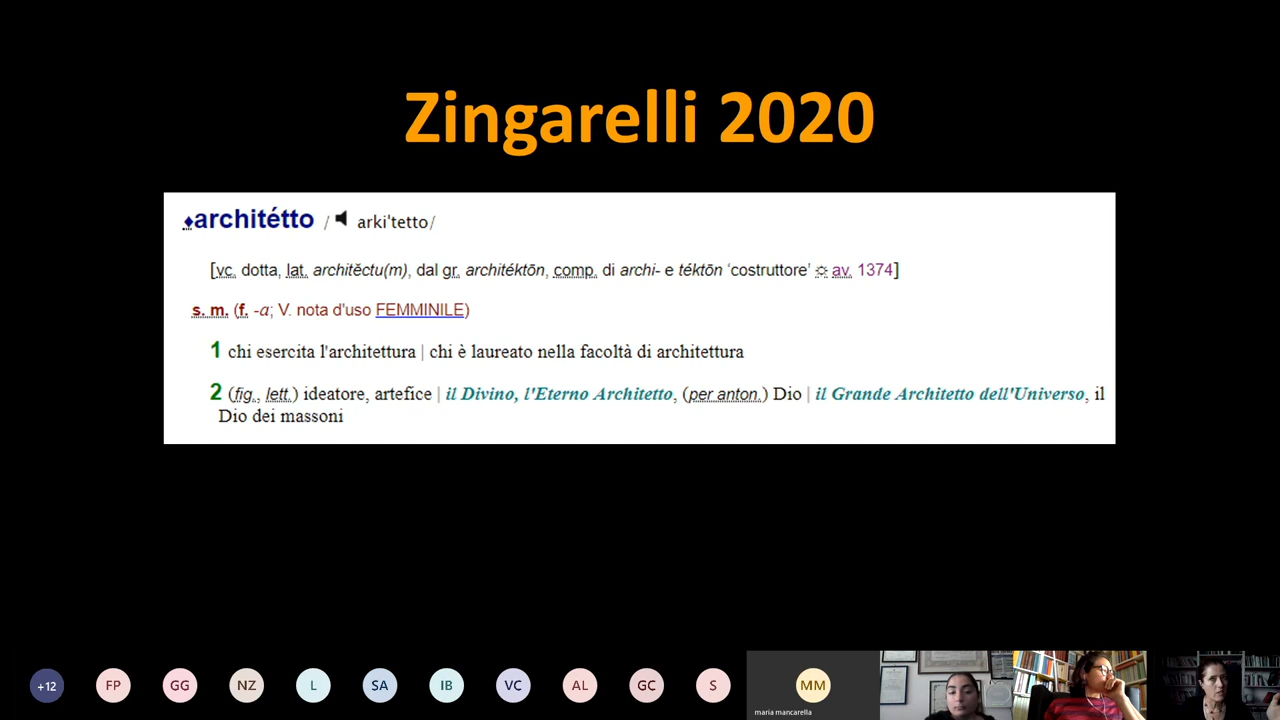 Zingarelli 2020
♦architétto / arki'tetto/
[vc. dotta, lat. architĕctu(m), dal gr. architéktōn, comp. di archi- e téktōn ‘costruttore’ ☼ av. 1374]
s. m. (f. -a; V. nota d'uso FEMMINILE)
1 chi esercita l'architettura | chi è laureato nella facoltà di architettura
2 (fig., lett.) ideatore, artefice | il Divino, l'Eterno Architetto, (per anton.) Dio | il Grande Architetto dell'Universo, il
Dio dei massoni
+12 FP GG NZ L SA IB VC AL GC S MM
maria mancarella